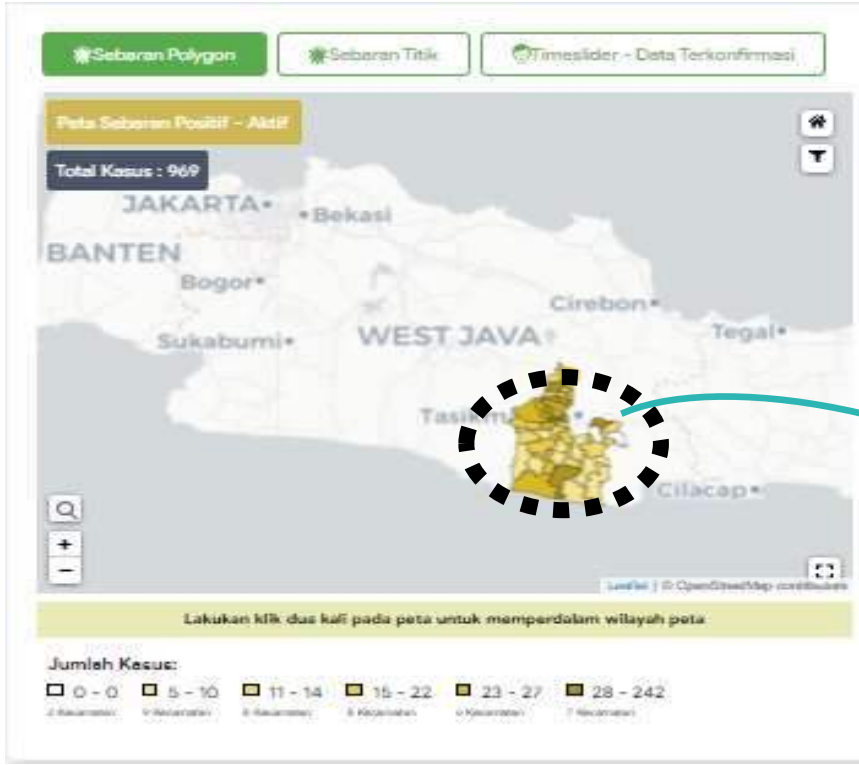 Sebaran Polygon
Sebaran Titik
Timeslider - Data Terkonfirmasi
Peta Sebaran Positif - Aktif
Total Kasus : 969
JAKARTA
Bekasi
BANTEN
Bogor
Cirebon
Sukabumi
WEST JAVA
Tegal
Tasikm
Cilacap
+
−
Leaflet | © OpenStreetMap contributors
Lakukan klik dua kali pada peta untuk memperdalam wilayah peta
Jumlah Kasus:
0 - 0 5 - 10 11 - 14 15 - 22 23 - 27 28 - 242